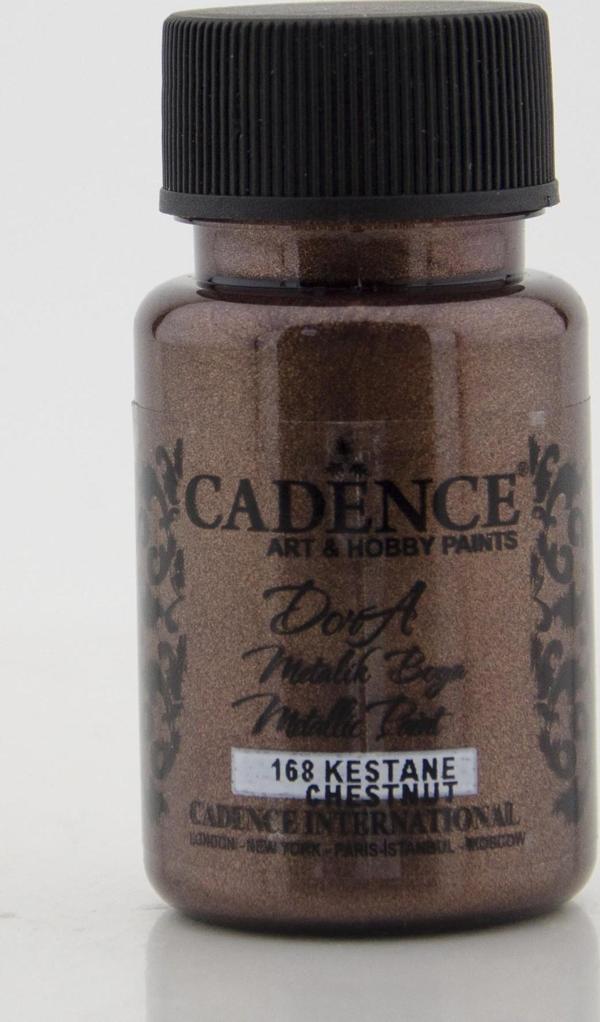 CADENCE®
ART & HOBBY PAINTS
DorA
Metalik Boya
Metallic Paint
168 KESTANE
CHESTNUT
CADENCE INTERNATIONAL
LONDON - NEW YORK - PARIS-ISTANBUL - MOSCOW